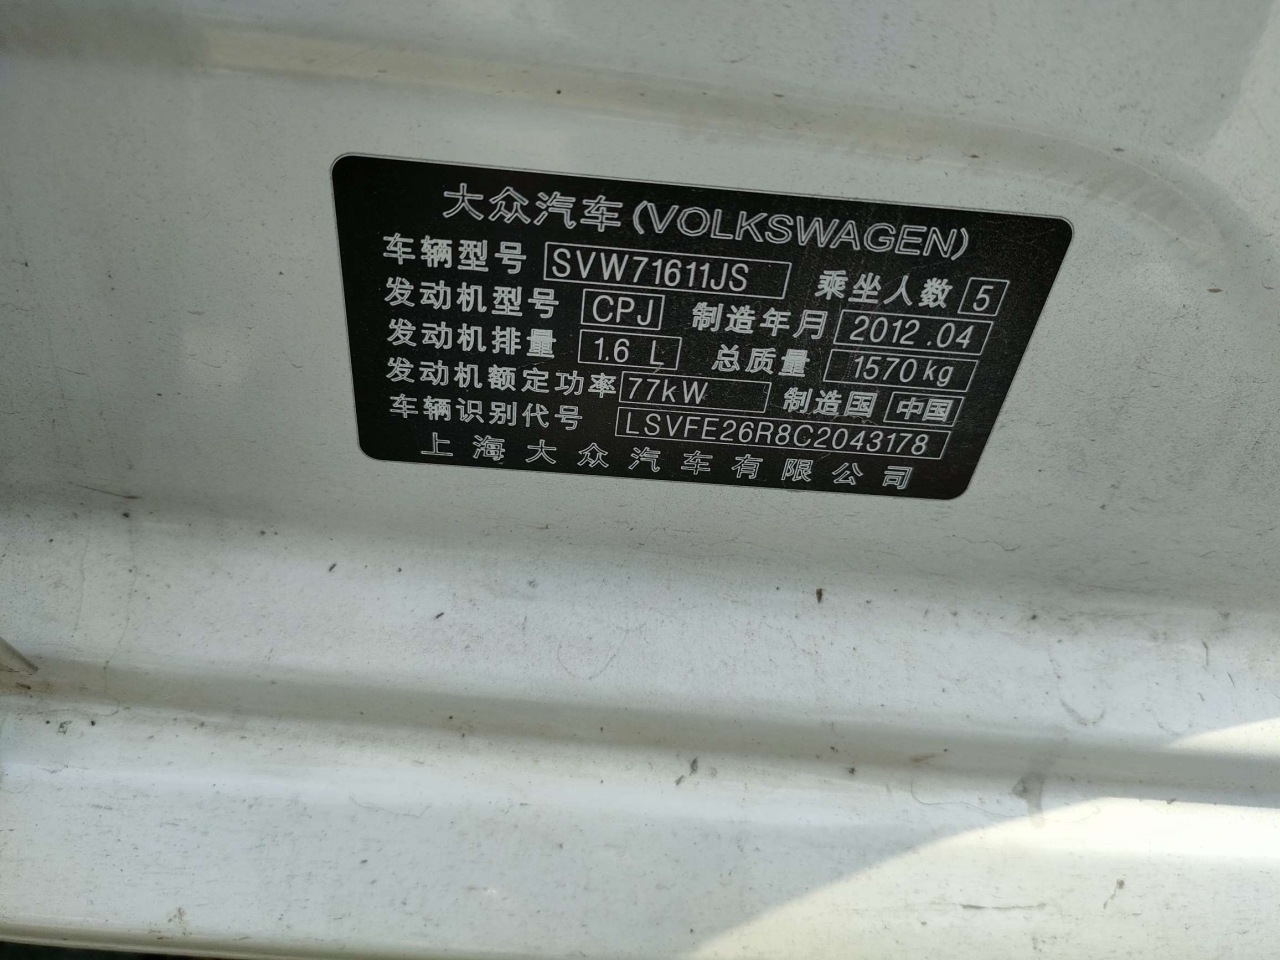 大众汽车(VOLKSWAGEN)
车辆型号 SVW71611JS 乘坐人数 5
发动机型号 CPJ 制造年月 2012.04
发动机排量 1.6 L 总质量 1570kg
发动机额定功率 77kW 制造国 中国
车辆识别代号 LSVFE26R8C2043178
上海大众汽车有限公司